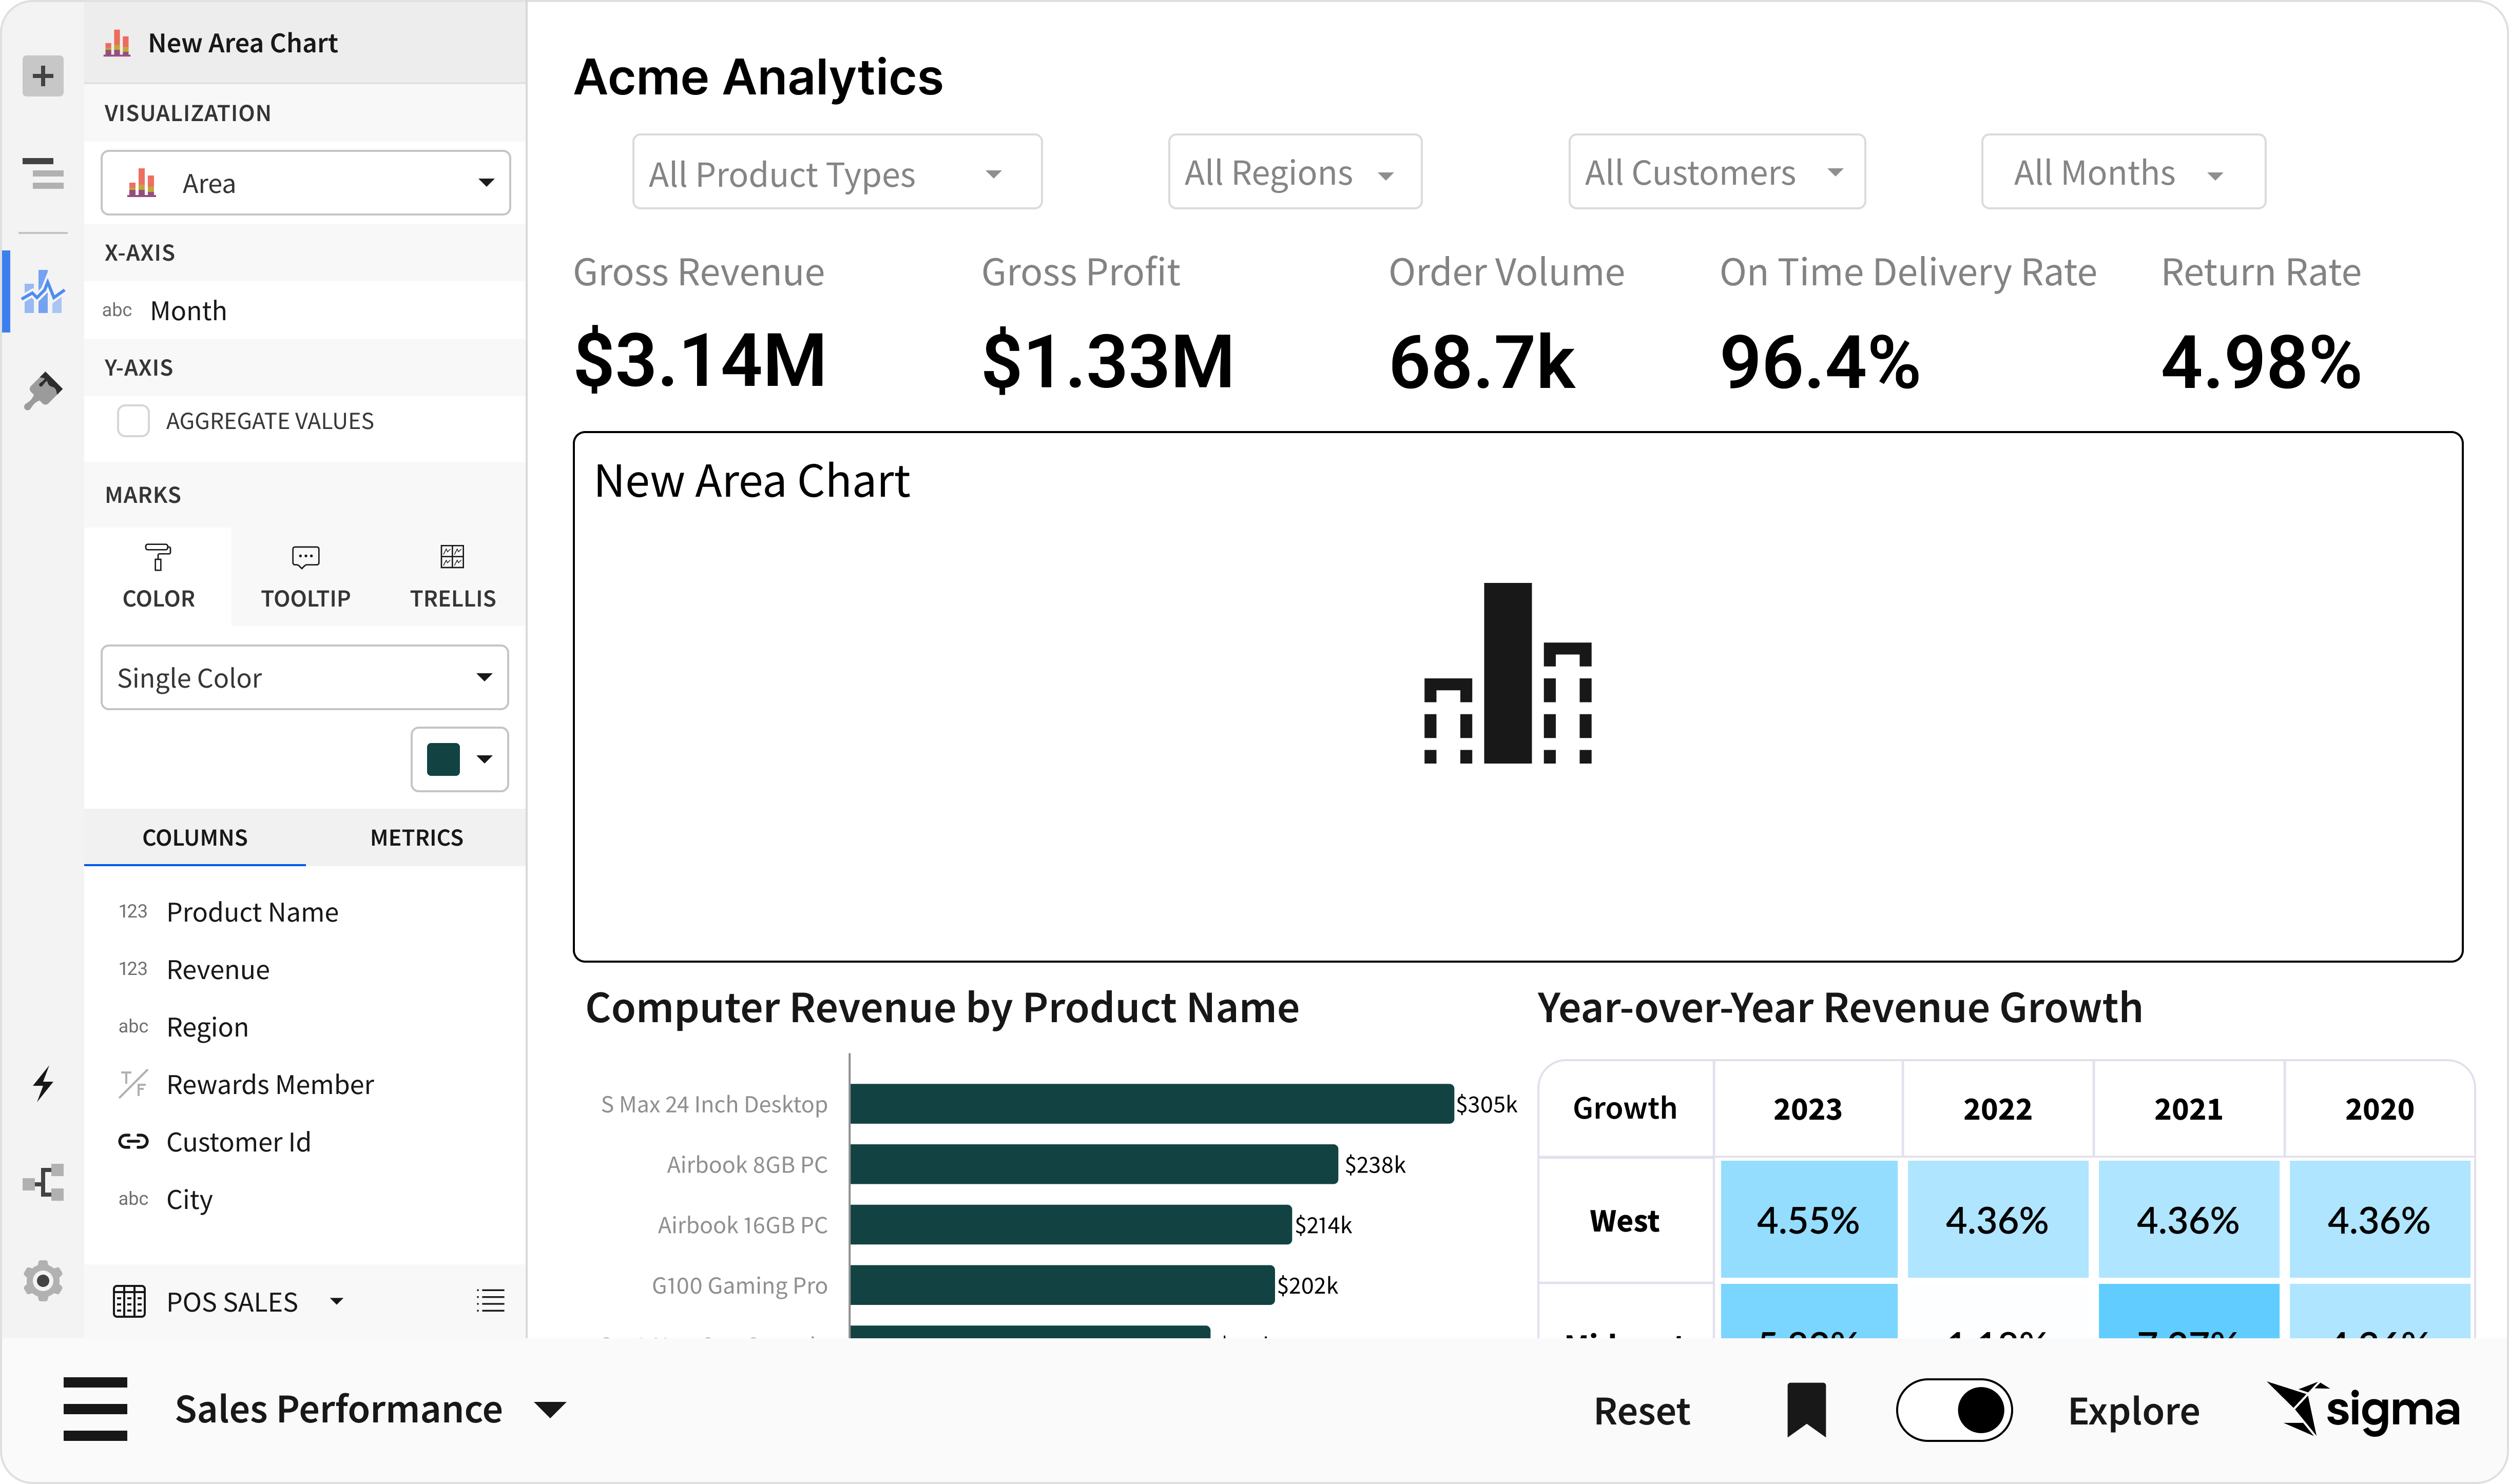 New Area Chart
VISUALIZATION
Area
X-AXIS
abc Month
Y-AXIS
AGGREGATE VALUES
MARKS
COLOR TOOLTIP TRELLIS
Single Color
COLUMNS METRICS
123 Product Name
123 Revenue
abc Region
T/F Rewards Member
Customer Id
abc City
POS SALES
Acme Analytics
All Product Types All Regions All Customers All Months
Gross Revenue Gross Profit Order Volume On Time Delivery Rate Return Rate
$3.14M $1.33M 68.7k 96.4% 4.98%
New Area Chart
Computer Revenue by Product Name
S Max 24 Inch Desktop $305k
Airbook 8GB PC $238k
Airbook 16GB PC $214k
G100 Gaming Pro $202k
Year-over-Year Revenue Growth
Growth 2023 2022 2021 2020
West 4.55% 4.36% 4.36% 4.36%
Sales Performance Reset Explore sigma